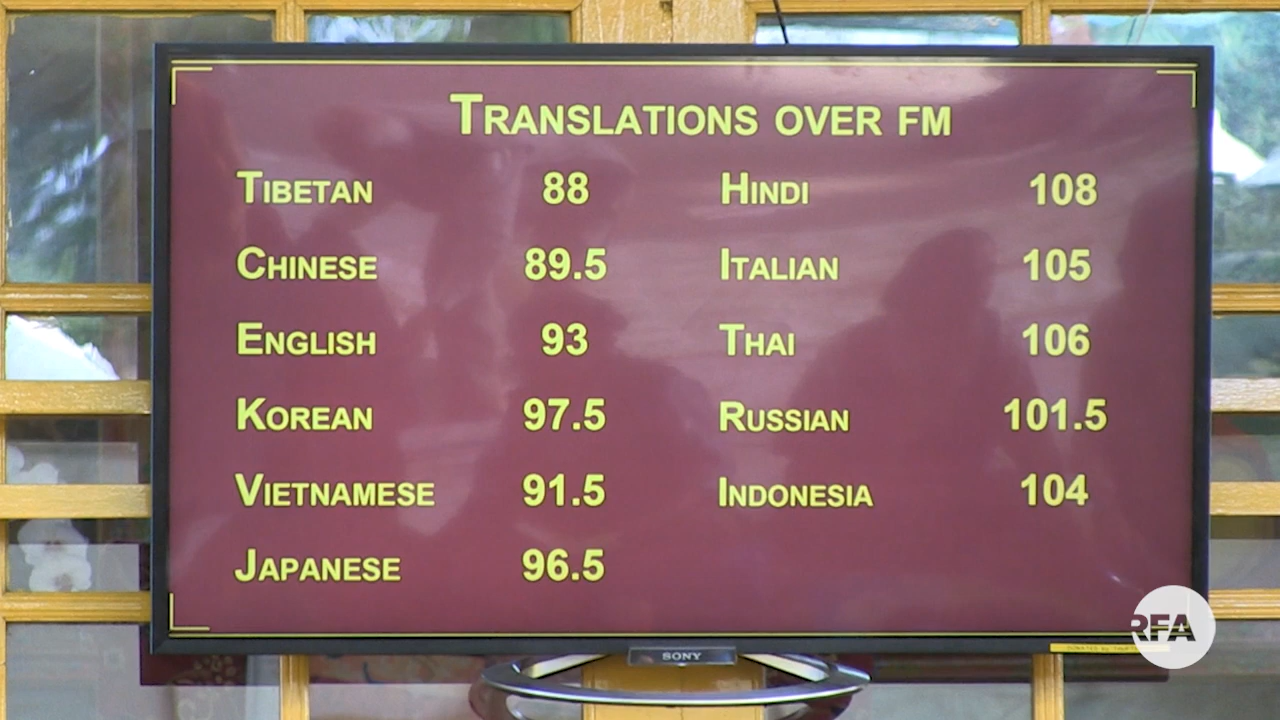 TRANSLATIONS OVER FM
TIBETAN 88 HINDI 108
CHINESE 89.5 ITALIAN 105
ENGLISH 93 THAI 106
KOREAN 97.5 RUSSIAN 101.5
VIETNAMESE 91.5 INDONESIA 104
JAPANESE 96.5
RFA
SONY